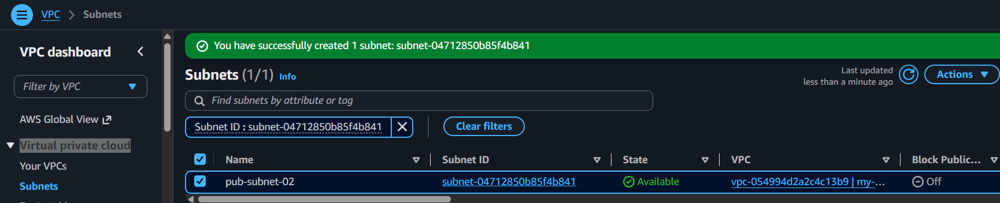 VPC > Subnets
VPC dashboard
Filter by VPC
AWS Global View
Virtual private cloud
Your VPCs
Subnets
You have successfully created 1 subnet: subnet-04712850b85f4b841
Subnets (1/1) Info
Last updated
less than a minute ago
Actions
Find subnets by attribute or tag
Subnet ID : subnet-04712850b85f4b841
Clear filters
Name Subnet ID State VPC Block Public...
pub-subnet-02 subnet-04712850b85f4b841 Available vpc-054994d2a2c4c13b9 | my-... Off